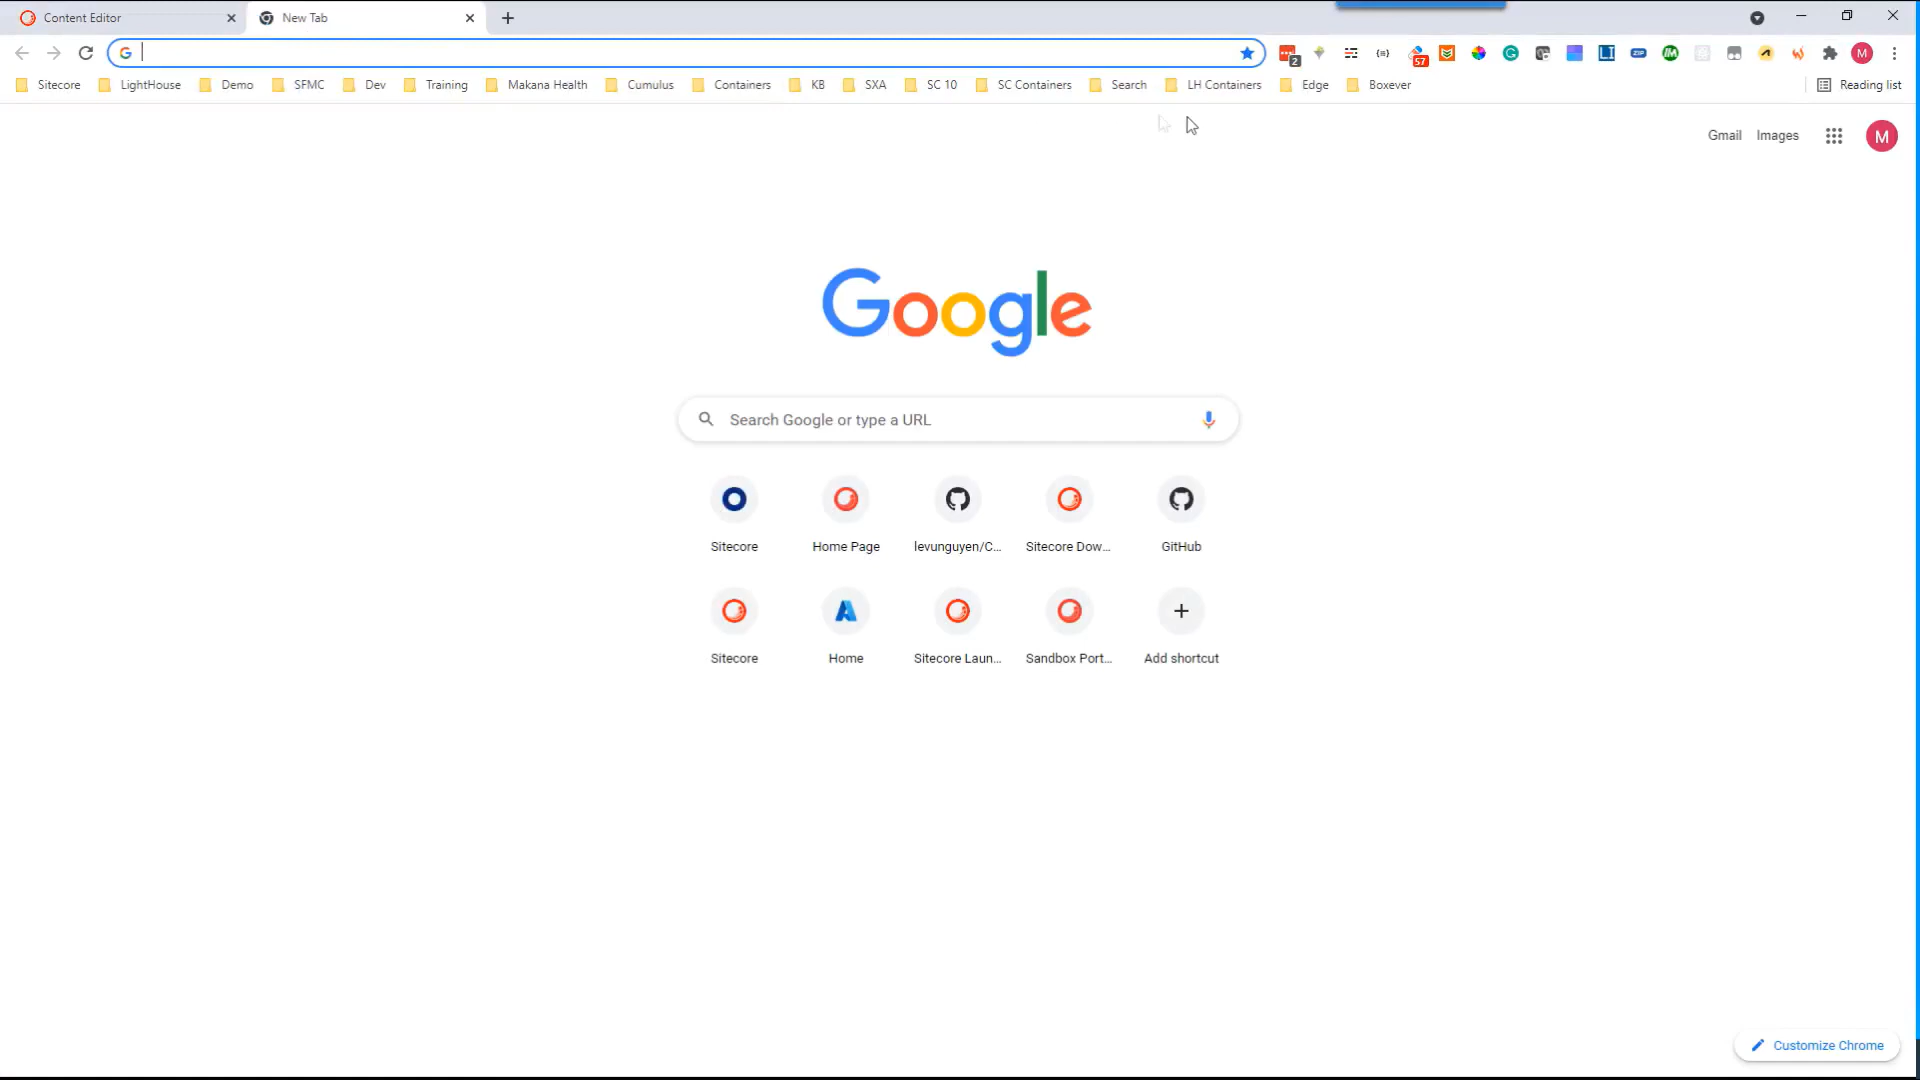 Content Editor
New Tab
2
57
Sitecore
LightHouse
Demo
SFMC
Dev
Training
Makana Health
Cumulus
Containers
KB
SXA
SC 10
SC Containers
Search
LH Containers
Edge
Boxever
Reading list
Gmail
Images
M
Google
Search Google or type a URL
Sitecore
Home Page
levunguyen/C...
Sitecore Dow...
GitHub
Sitecore
Home
Sitecore Laun...
Sandbox Port...
Add shortcut
Customize Chrome